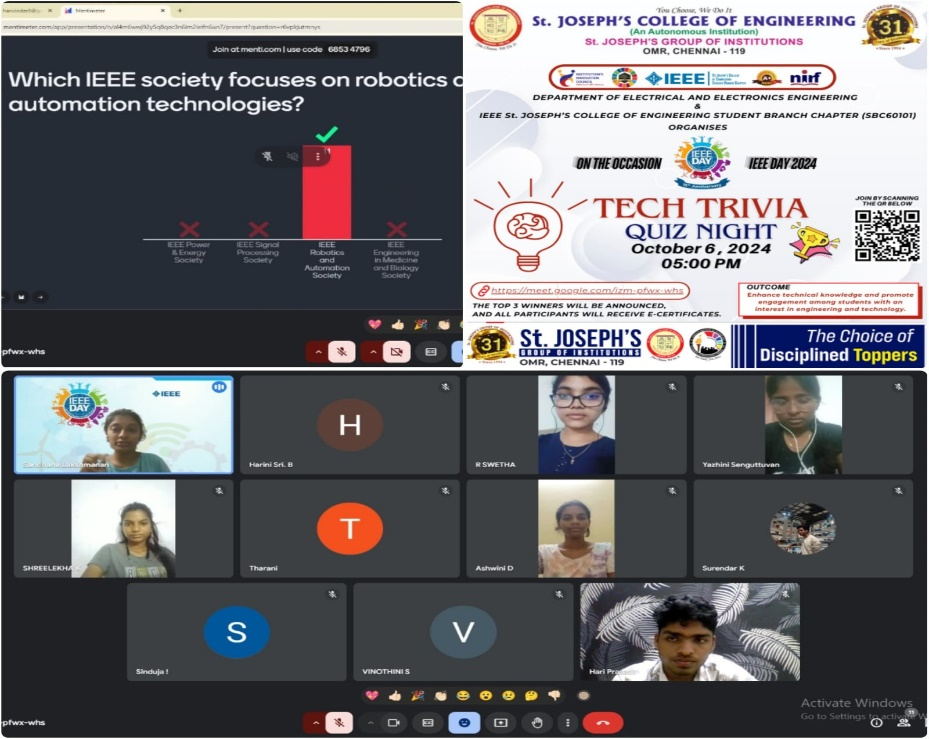 Mentimeter
Join at menti.com | use code 6853 4796
Which IEEE society focuses on robotics
automation technologies?
IEEE Power
& Energy
Society
IEEE Signal
Processing
Society
IEEE
Robotics
and
Automation
Society
IEEE
Engineering
in Medicine
and Biology
Society
-pfwx-whs
You Choose, We Do It
St. JOSEPH'S COLLEGE OF ENGINEERING
(An Autonomous Institution)
St. JOSEPH'S GROUP OF INSTITUTIONS
OMR, CHENNAI - 119
31
INSTITUTION'S
INNOVATION
COUNCIL
IEEE
A+
nirf
DEPARTMENT OF ELECTRICAL AND ELECTRONICS ENGINEERING
&
IEEE St. JOSEPH'S COLLEGE OF ENGINEERING STUDENT BRANCH CHAPTER (SBC60101)
ORGANISES
ON THE OCCASION
IEEE
DAY
IEEE DAY 2024
JOIN BY SCANNING
THE QR BELOW
TECH TRIVIA
QUIZ NIGHT
October 6, 2024
05:00 PM
https://meet.google.com/izm-pfwx-whs
THE TOP 3 WINNERS WILL BE ANNOUNCED,
AND ALL PARTICIPANTS WILL RECEIVE E-CERTIFICATES.
OUTCOME
Enhance technical knowledge and promote
engagement among students with an
interest in engineering and technology.
31
St. JOSEPH'S
GROUP OF INSTITUTIONS
OMR, CHENNAI - 119
The Choice of
Disciplined Toppers
IEEE
DAY
IEEE
H
Harini Sri. B
R SWETHA
Yazhini Senguttuvan
SHREELEKHA
T
Tharani
Ashwini D
Surendar K
S
Sinduja I
V
VINOTHINI S
Hari
-pfwx-whs
Activate Windows
Go to Settings to activate
11